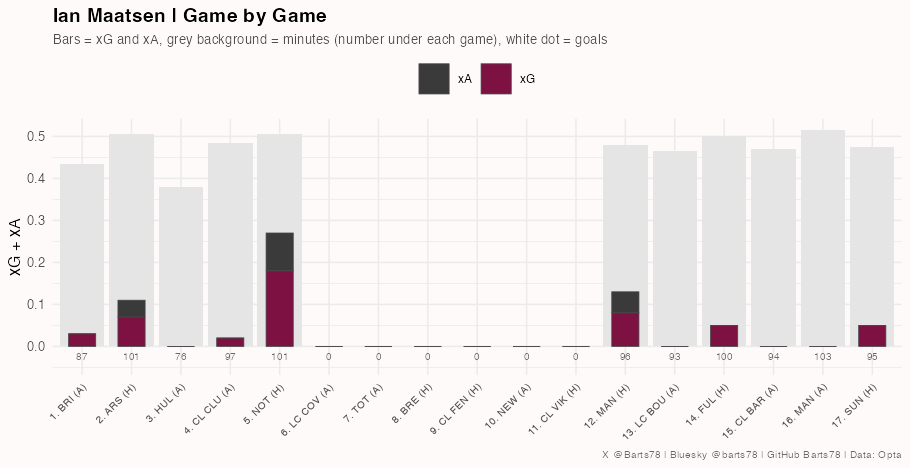 Ian Maatsen | Game by Game
Bars = xG and xA, grey background = minutes (number under each game), white dot = goals
xA xG
xG + xA
0.5
0.4
0.3
0.2
0.1
0.0
87 101 76 97 101 0 0 0 0 0 0 96 93 100 94 103 95
1. BRI (A)
2. ARS (H)
3. HUL (A)
4. CL CLU (A)
5. NOT (H)
6. LC COV (A)
7. TOT (A)
8. BRE (H)
9. CL FEN (H)
10. NEW (A)
11. CL VIK (H)
12. MAN (H)
13. LC BOU (A)
14. FUL (H)
15. CL BAR (A)
16. MAN (A)
17. SUN (H)
X @Barts78 | Bluesky @barts78 | GitHub Barts78 | Data: Opta